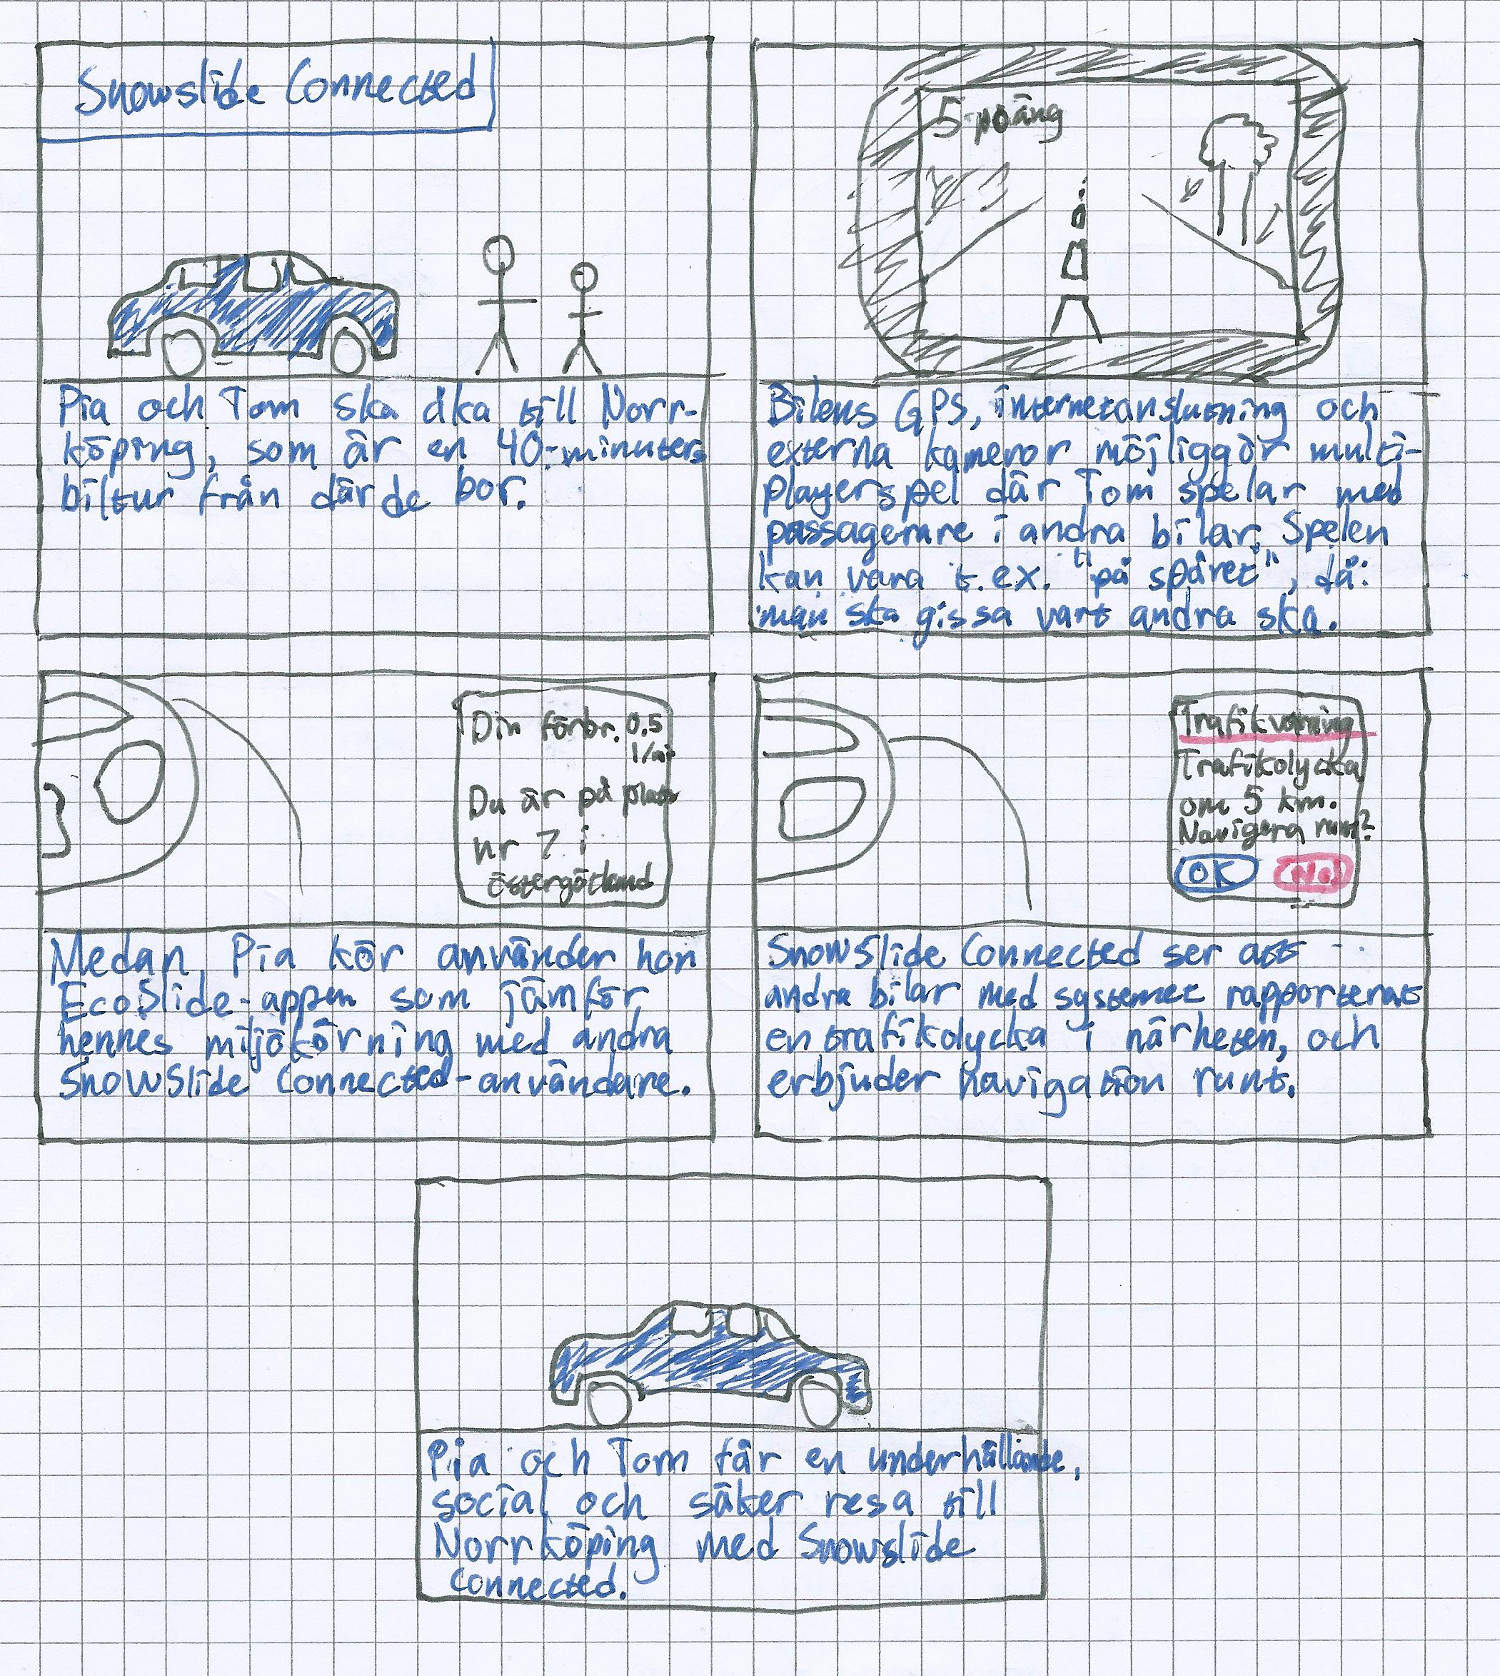 Snowslide Connected
Pia och Tom ska åka till Norr-
köping, som är en 40-minuters
biltur från där de bor.
5 poäng
Bilens GPS, internetanslutning och
externa kameror möjliggör multi-
playerspel där Tom spelar med
passagerare i andra bilar. Spelen
kan vara t.ex. "på spåret", då
man ska gissa vart andra ska.
Din förbr. 0,5
l/mil
Du är på plats
nr 7 i
Östergötland
Medan Pia kör använder hon
EcoSlide-appen som jämför
hennes miljökörning med andra
SnowSlide Connected-användare.
Trafikvarning
Trafikolycka
om 5 km.
Navigera runt?
OK NO!
SnowSlide Connected ser att
andra bilar med systemet rapporterat
en trafikolycka i närheten, och
erbjuder navigation runt.
Pia och Tom får en underhållande,
social och säker resa till
Norrköping med Snowslide
Connected.